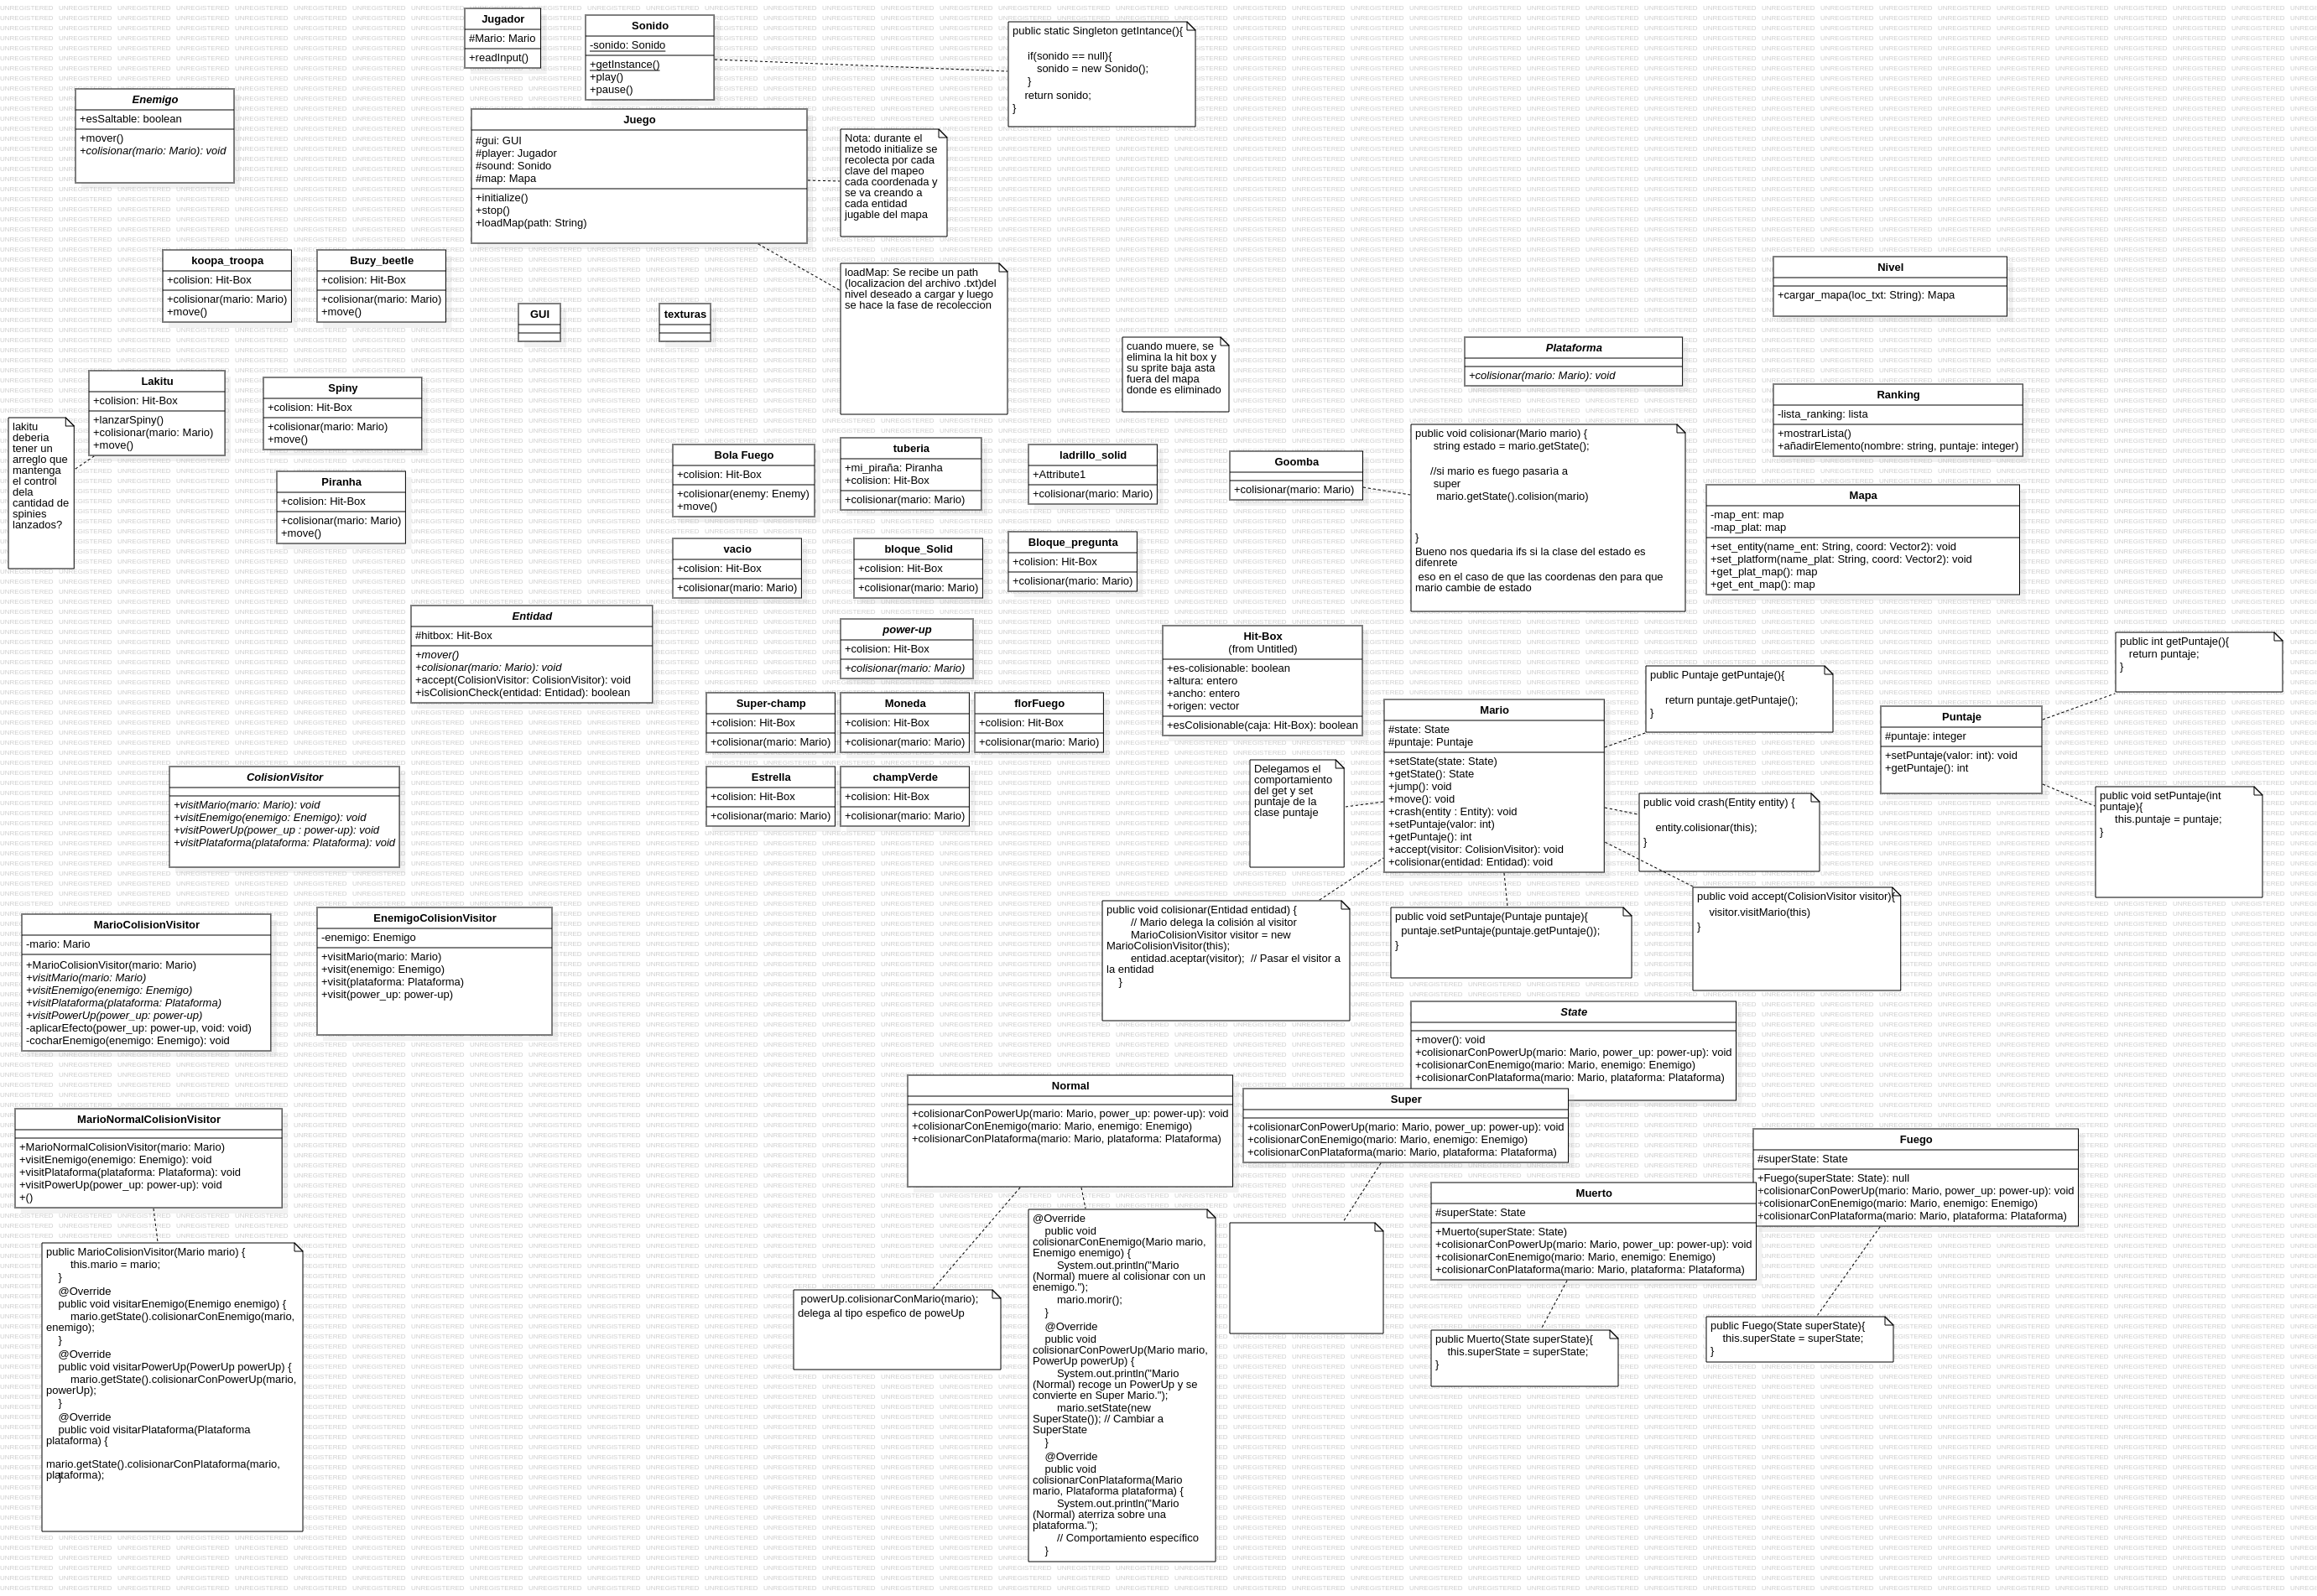 Jugador
#Mario: Mario
+readInput()
Sonido
-sonido: Sonido
+getInstance()
+play()
+pause()
public static Singleton getIntance(){
if(sonido == null){
sonido = new Sonido();
}
return sonido;
}
Enemigo
+esSaltable: boolean
+mover()
+colisionar(mario: Mario): void
Juego
#gui: GUI
#player: Jugador
#sound: Sonido
#map: Mapa
+initialize()
+stop()
+loadMap(path: String)
Nota: durante el
metodo initialize se
recolecta por cada
clave del mapeo
cada coordenada y
se va creando a
cada entidad
jugable del mapa
koopa_troopa
+colision: Hit-Box
+colisionar(mario: Mario)
+move()
Buzy_beetle
+colision: Hit-Box
+colisionar(mario: Mario)
+move()
GUI
texturas
loadMap: Se recibe un path
(localizacion del archivo .txt)del
nivel deseado a cargar y luego
se hace la fase de recoleccion
Nivel
+cargar_mapa(loc_txt: String): Mapa
cuando muere, se
elimina la hit box y
su sprite baja asta
fuera del mapa
donde es eliminado
Plataforma
+colisionar(mario: Mario): void
Ranking
-lista_ranking: lista
+mostrarLista()
+añadirElemento(nombre: string, puntaje: integer)
Lakitu
+colision: Hit-Box
+lanzarSpiny()
+colisionar(mario: Mario)
+move()
Spiny
+colision: Hit-Box
+colisionar(mario: Mario)
+move()
lakitu
deberia
tener un
arreglo que
mantenga
el control
dela
cantidad de
spinies
lanzados?
Piranha
+colision: Hit-Box
+colisionar(mario: Mario)
+move()
Bola Fuego
+colision: Hit-Box
+colisionar(enemy: Enemy)
+move()
tuberia
+mi_piraña: Piranha
+colision: Hit-Box
+colisionar(mario: Mario)
ladrillo_solid
+Attribute1
+colisionar(mario: Mario)
Goomba
+colisionar(mario: Mario)
public void colisionar(Mario mario) {
string estado = mario.getState();
//si mario es fuego pasarìa a
super
mario.getState().colision(mario)
}
Bueno nos quedaria ifs si la clase del estado es
difenrete
eso en el caso de que las coordenas den para que
mario cambie de estado
Mapa
-map_ent: map
-map_plat: map
+set_entity(name_ent: String, coord: Vector2): void
+set_platform(name_plat: String, coord: Vector2): void
+get_plat_map(): map
+get_ent_map(): map
vacio
+colision: Hit-Box
+colisionar(mario: Mario)
bloque_Solid
+colision: Hit-Box
+colisionar(mario: Mario)
Bloque_pregunta
+colision: Hit-Box
+colisionar(mario: Mario)
Entidad
#hitbox: Hit-Box
+mover()
+colisionar(mario: Mario): void
+accept(ColisionVisitor: ColisionVisitor): void
+isColisionCheck(entidad: Entidad): boolean
power-up
+colision: Hit-Box
+colisionar(mario: Mario)
Hit-Box
(from Untitled)
+es-colisionable: boolean
+altura: entero
+ancho: entero
+origen: vector
+esColisionable(caja: Hit-Box): boolean
Super-champ
+colision: Hit-Box
+colisionar(mario: Mario)
Moneda
+colision: Hit-Box
+colisionar(mario: Mario)
florFuego
+colision: Hit-Box
+colisionar(mario: Mario)
Estrella
+colision: Hit-Box
+colisionar(mario: Mario)
champVerde
+colision: Hit-Box
+colisionar(mario: Mario)
Mario
#state: State
#puntaje: Puntaje
+setState(state: State)
+getState(): State
+jump(): void
+move(): void
+crash(entity : Entity): void
+setPuntaje(valor: int)
+getPuntaje(): int
+accept(visitor: ColisionVisitor): void
+colisionar(entidad: Entidad): void
public Puntaje getPuntaje(){
return puntaje.getPuntaje();
}
public int getPuntaje(){
return puntaje;
}
Puntaje
#puntaje: integer
+setPuntaje(valor: int): void
+getPuntaje(): int
public void setPuntaje(int
puntaje){
this.puntaje = puntaje;
}
Delegamos el
comportamiento
del get y set
puntaje de la
clase puntaje
public void crash(Entity entity) {
entity.colisionar(this);
}
public void accept(ColisionVisitor visitor){
visitor.visitMario(this)
}
ColisionVisitor
+visitMario(mario: Mario): void
+visitEnemigo(enemigo: Enemigo): void
+visitPowerUp(power_up : power-up): void
+visitPlataforma(plataforma: Plataforma): void
MarioColisionVisitor
-mario: Mario
+MarioColisionVisitor(mario: Mario)
+visitMario(mario: Mario)
+visitEnemigo(enemigo: Enemigo)
+visitPlataforma(plataforma: Plataforma)
+visitPowerUp(power_up: power-up)
-aplicarEfecto(power_up: power-up, void: void)
-cocharEnemigo(enemigo: Enemigo): void
EnemigoColisionVisitor
-enemigo: Enemigo
+visitMario(mario: Mario)
+visit(enemigo: Enemigo)
+visit(plataforma: Plataforma)
+visit(power_up: power-up)
public void colisionar(Entidad entidad) {
// Mario delega la colisión al visitor
MarioColisionVisitor visitor = new
MarioColisionVisitor(this);
entidad.aceptar(visitor);  // Pasar el visitor a
la entidad
}
public void setPuntaje(Puntaje puntaje){
puntaje.setPuntaje(puntaje.getPuntaje());
}
State
+mover(): void
+colisionarConPowerUp(mario: Mario, power_up: power-up): void
+colisionarConEnemigo(mario: Mario, enemigo: Enemigo)
+colisionarConPlataforma(mario: Mario, plataforma: Plataforma)
Normal
+colisionarConPowerUp(mario: Mario, power_up: power-up): void
+colisionarConEnemigo(mario: Mario, enemigo: Enemigo)
+colisionarConPlataforma(mario: Mario, plataforma: Plataforma)
Super
+colisionarConPowerUp(mario: Mario, power_up: power-up): void
+colisionarConEnemigo(mario: Mario, enemigo: Enemigo)
+colisionarConPlataforma(mario: Mario, plataforma: Plataforma)
Fuego
#superState: State
+Fuego(superState: State): null
+colisionarConPowerUp(mario: Mario, power_up: power-up): void
+colisionarConEnemigo(mario: Mario, enemigo: Enemigo)
+colisionarConPlataforma(mario: Mario, plataforma: Plataforma)
Muerto
#superState: State
+Muerto(superState: State)
+colisionarConPowerUp(mario: Mario, power_up: power-up): void
+colisionarConEnemigo(mario: Mario, enemigo: Enemigo)
+colisionarConPlataforma(mario: Mario, plataforma: Plataforma)
MarioNormalColisionVisitor
+MarioNormalColisionVisitor(mario: Mario)
+visitEnemigo(enemigo: Enemigo): void
+visitPlataforma(plataforma: Plataforma): void
+visitPowerUp(power_up: power-up): void
+()
public MarioColisionVisitor(Mario mario) {
this.mario = mario;
}
@Override
public void visitarEnemigo(Enemigo enemigo) {
mario.getState().colisionarConEnemigo(mario,
enemigo);
}
@Override
public void visitarPowerUp(PowerUp powerUp) {
mario.getState().colisionarConPowerUp(mario,
powerUp);
}
@Override
public void visitarPlataforma(Plataforma
plataforma) {
mario.getState().colisionarConPlataforma(mario,
plataforma);
}
powerUp.colisionarConMario(mario);
delega al tipo espefico de poweUp
@Override
public void
colisionarConEnemigo(Mario mario,
Enemigo enemigo) {
System.out.println("Mario
(Normal) muere al colisionar con un
enemigo.");
mario.morir();
}
@Override
public void
colisionarConPowerUp(Mario mario,
PowerUp powerUp) {
System.out.println("Mario
(Normal) recoge un PowerUp y se
convierte en Super Mario.");
mario.setState(new
SuperState()); // Cambiar a
SuperState
}
@Override
public void
colisionarConPlataforma(Mario
mario, Plataforma plataforma) {
System.out.println("Mario
(Normal) aterriza sobre una
plataforma.");
// Comportamiento específico
}
public Muerto(State superState){
this.superState = superState;
}
public Fuego(State superState){
this.superState = superState;
}